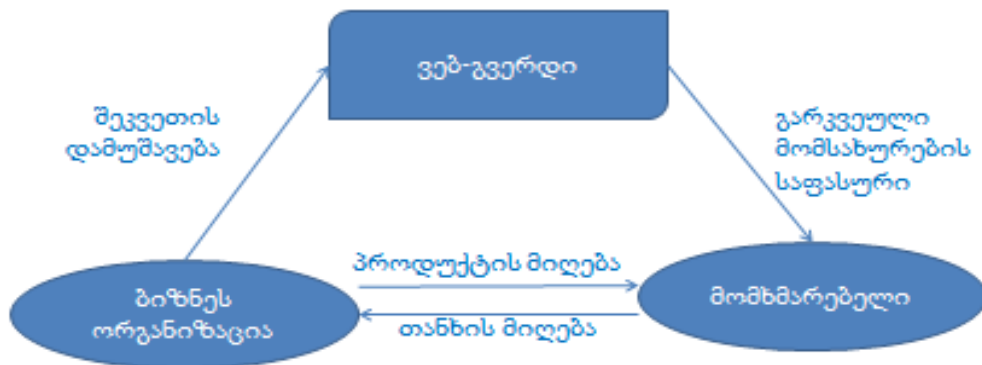 ვებ-გვერდი
შეკვეთის
დამუშავება
გარკვეული
მომსახურების
საფასური
პროდუქტის მიღება
ბიზნეს
ორგანიზაცია
მომხმარებელი
თანხის მიღება